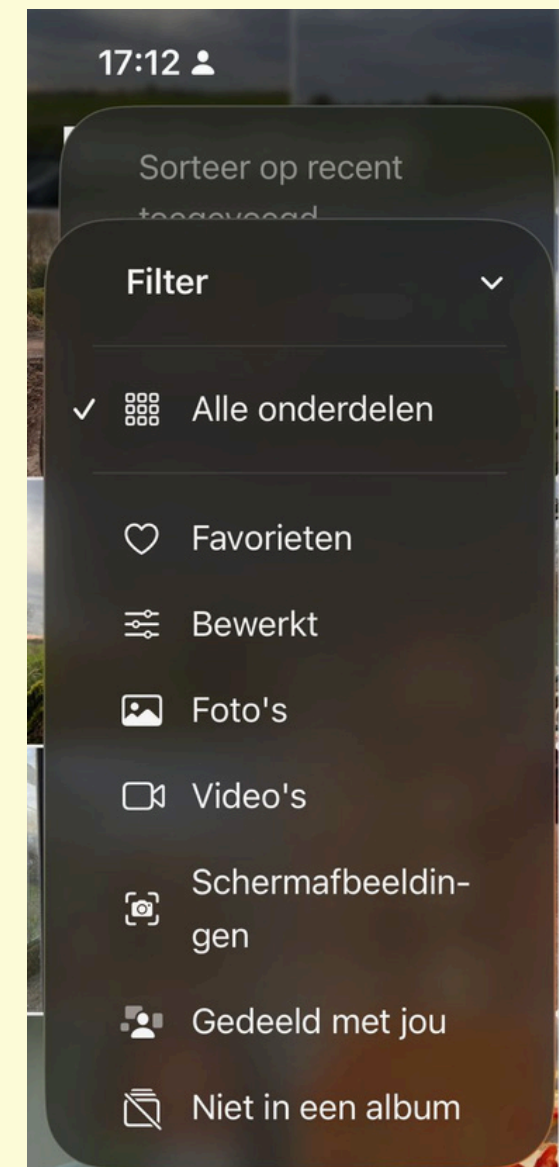 17:12
Sorteer op recent
toegevoegd
Filter
Alle onderdelen
Favorieten
Bewerkt
Foto's
Video's
Schermafbeeldin-
gen
Gedeeld met jou
Niet in een album